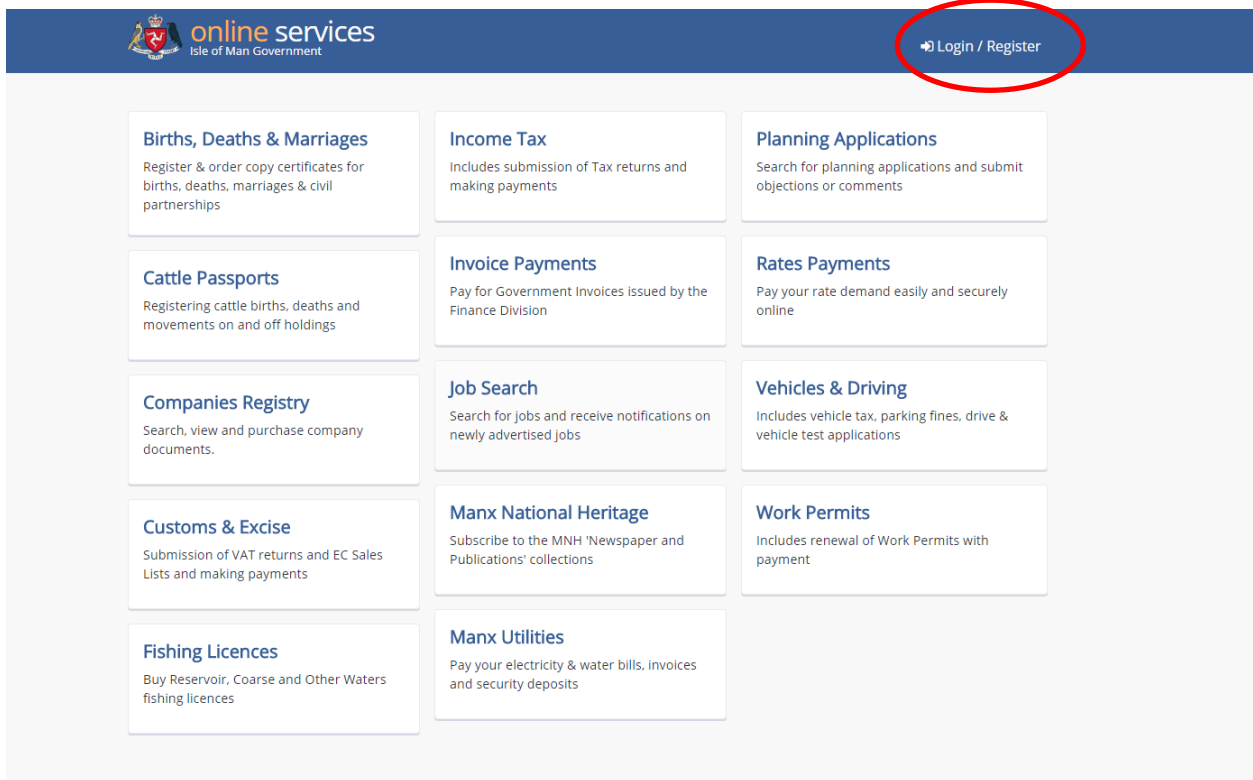 online services
Isle of Man Government
Login / Register
Births, Deaths & Marriages
Register & order copy certificates for
births, deaths, marriages & civil
partnerships
Cattle Passports
Registering cattle births, deaths and
movements on and off holdings
Companies Registry
Search, view and purchase company
documents.
Customs & Excise
Submission of VAT returns and EC Sales
Lists and making payments
Fishing Licences
Buy Reservoir, Coarse and Other Waters
fishing licences
Income Tax
Includes submission of Tax returns and
making payments
Invoice Payments
Pay for Government Invoices issued by the
Finance Division
Job Search
Search for jobs and receive notifications on
newly advertised jobs
Manx National Heritage
Subscribe to the MNH 'Newspaper and
Publications' collections
Manx Utilities
Pay your electricity & water bills, invoices
and security deposits
Planning Applications
Search for planning applications and submit
objections or comments
Rates Payments
Pay your rate demand easily and securely
online
Vehicles & Driving
Includes vehicle tax, parking fines, drive &
vehicle test applications
Work Permits
Includes renewal of Work Permits with
payment